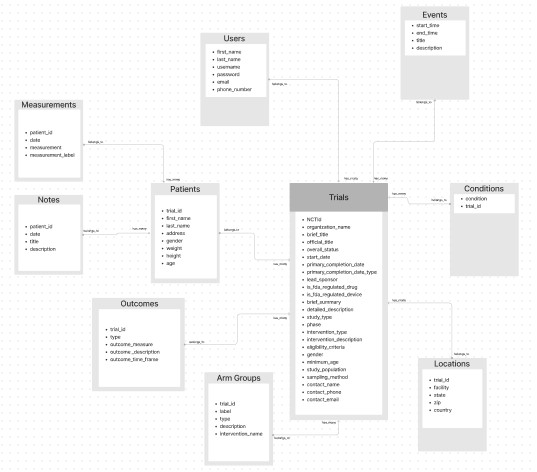 Events
start_time
end_time
title
description
Users
first_name
last_name
username
password
email
phone_number
belongs_to
belongs_to
Measurements
patient_id
date
measurement
measurement_label
belongs_to
has_many
has_many
has_many
Notes
patient_id
date
title
description
belongs_to
has_many
Patients
trial_id
first_name
last_name
address
gender
weight
height
age
belongs_to
has_many
Trials
NCTId
organization_name
brief_title
official_title
overall_status
start_date
primary_completion_date
primary_completion_date_type
lead_sponsor
is_fda_regulated_drug
is_fda_regulated_device
brief_summary
detailed_description
study_type
phase
intervention_type
intervention_description
eligibility_criteria
gender
minimum_age
study_population
sampling_method
contact_name
contact_phone
contact_email
has_many
belongs_to
Conditions
condition
trial_id
Outcomes
trial_id
type
outcome_measure
outcome_description
outcome_time_frame
belongs_to
has_many
has_many
belongs_to
Locations
trial_id
facility
state
zip
country
Arm Groups
trial_id
label
type
description
intervention_name
has_many
belongs_to